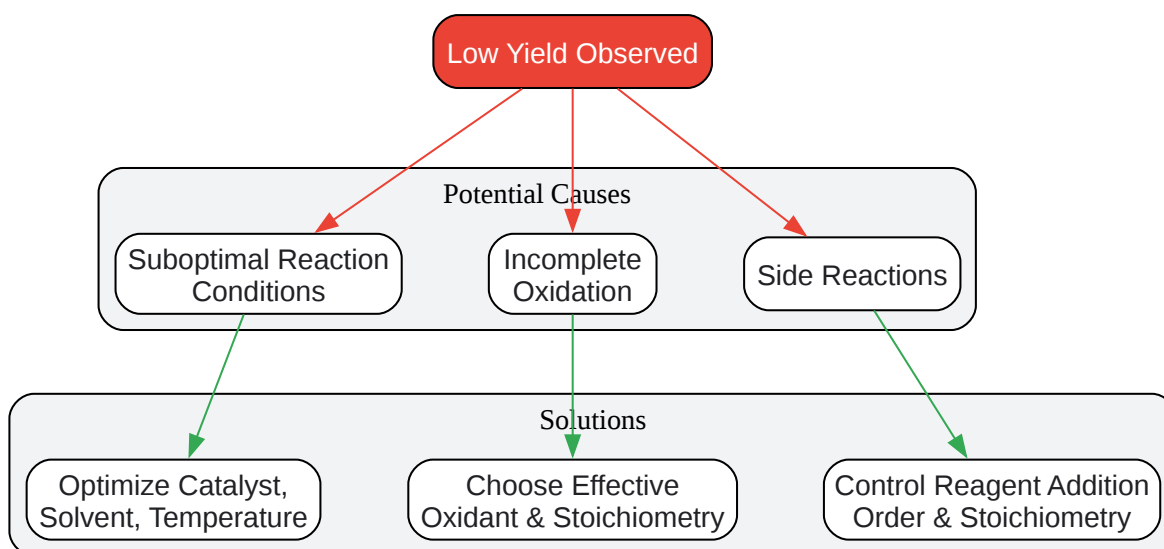 Low Yield Observed
Potential Causes
Suboptimal Reaction
Conditions
Incomplete
Oxidation
Side Reactions
Solutions
Optimize Catalyst,
Solvent, Temperature
Choose Effective
Oxidant & Stoichiometry
Control Reagent Addition
Order & Stoichiometry